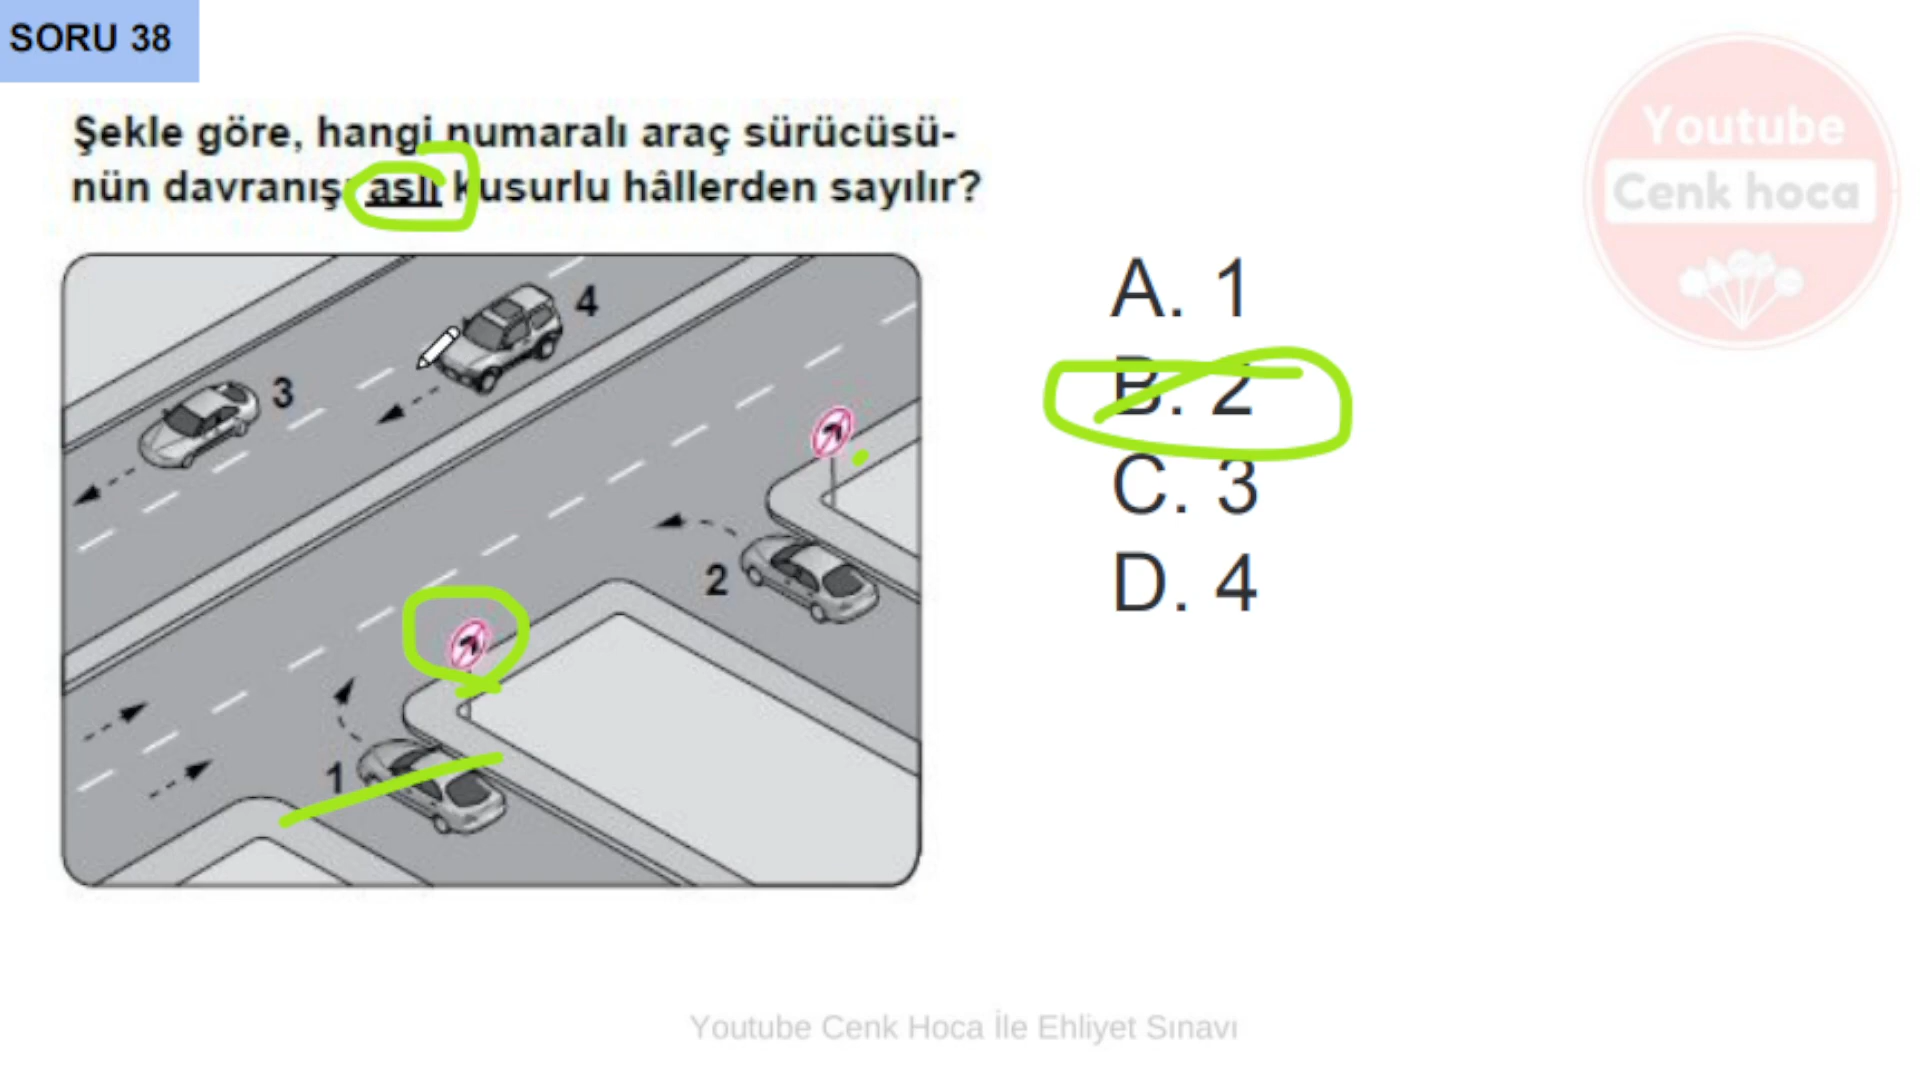 SORU 38
Şekle göre, hangi numaralı araç sürücüsü-
nün davranışı aslî kusurlu hâllerden sayılır?
3
4
2
1
A. 1
B. 2
C. 3
D. 4
Youtube
Cenk hoca
Youtube Cenk Hoca İle Ehliyet Sınavı